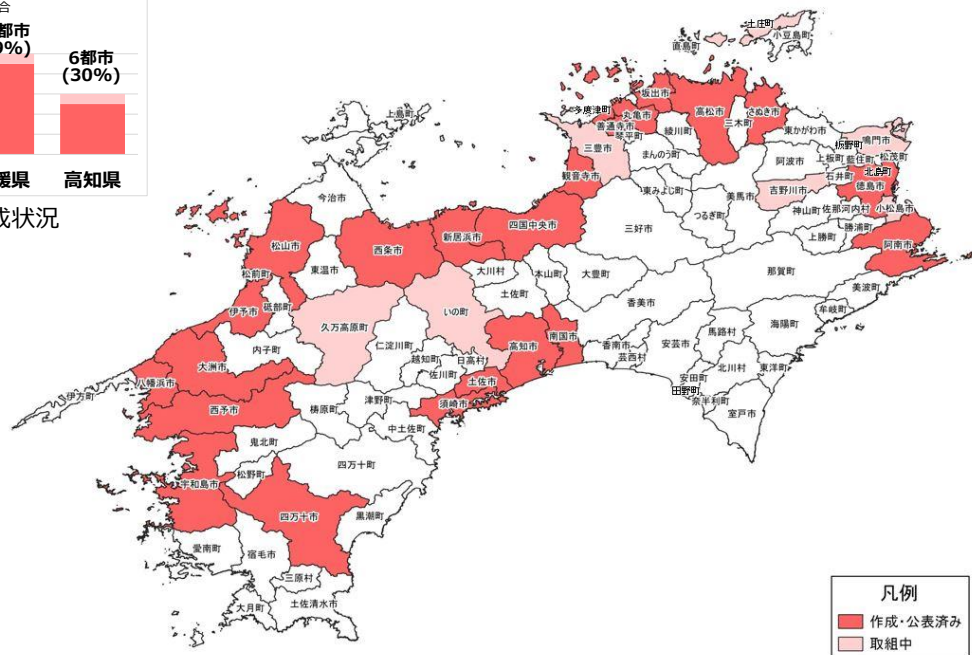 合
都市
%)
6都市
(30%)
媛県
高知県
成状況
土庄町
小豆島町
直島町
上島町
多度津町
坂出市
丸亀市
高松市
さぬき市
善通寺市
琴平町
綾川町
三木町
東かがわ市
三豊市
まんのう町
観音寺市
鳴門市
板野町
松茂町
上板町
藍住町
北島町
阿波市
石井町
徳島市
吉野川市
東みよし町
美馬市
つるぎ町
神山町
佐那河内村
小松島市
勝浦町
上勝町
阿南市
三好市
那賀町
美波町
牟岐町
海陽町
今治市
松山市
西条市
新居浜市
四国中央市
東温市
松前町
砥部町
伊予市
久万高原町
内子町
大洲市
八幡浜市
伊方町
西予市
鬼北町
松野町
宇和島市
愛南町
大川村
本山町
大豊町
土佐町
いの町
香美市
仁淀川町
越知町
日高村
佐川町
高知市
南国市
香南市
芸西村
安芸市
馬路村
北川村
東洋町
安田町
田野町
奈半利町
室戸市
土佐市
須崎市
津野町
梼原町
中土佐町
四万十町
四万十市
黒潮町
宿毛市
三原村
大月町
土佐清水市
凡例
作成・公表済み
取組中